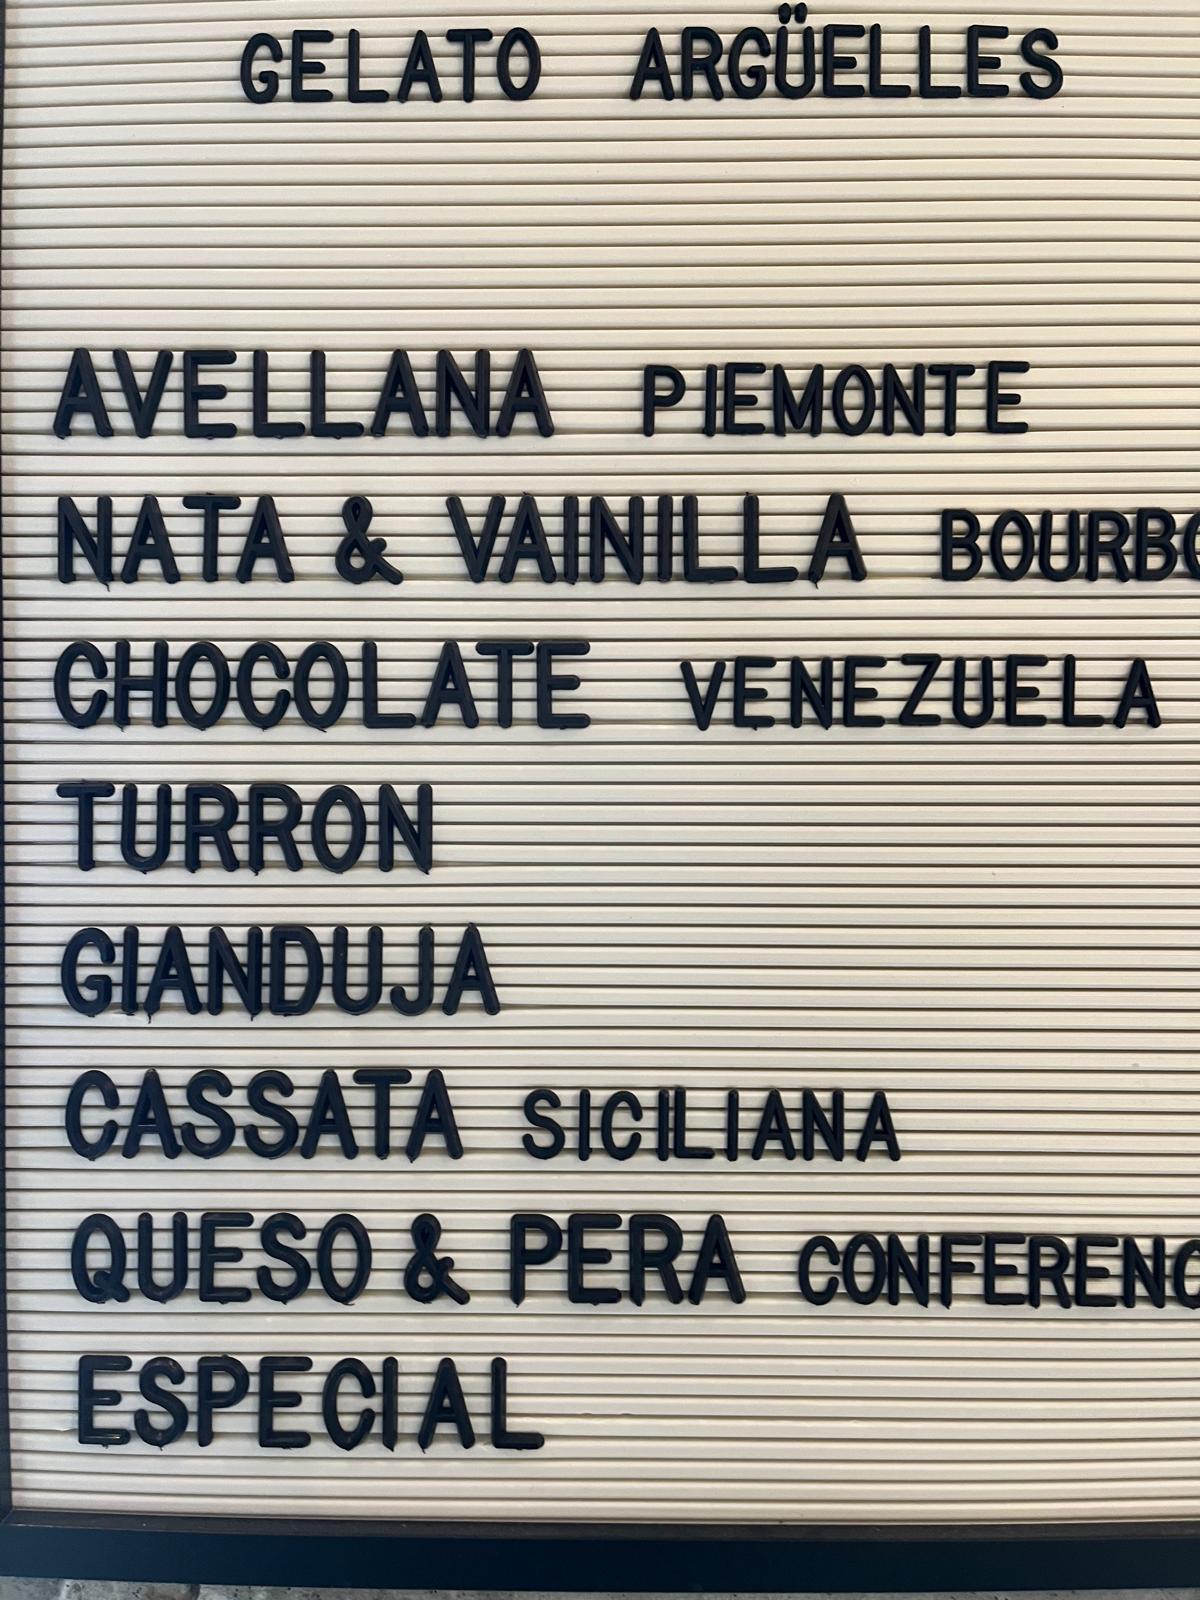 GELATO ARGÜELLES
AVELLANA PIEMONTE
NATA & VAINILLA
CHOCOLATE VENEZUELA
TURRON
GIANDUJA
CASSATA SICILIANA
QUESO & PERA
ESPECIAL